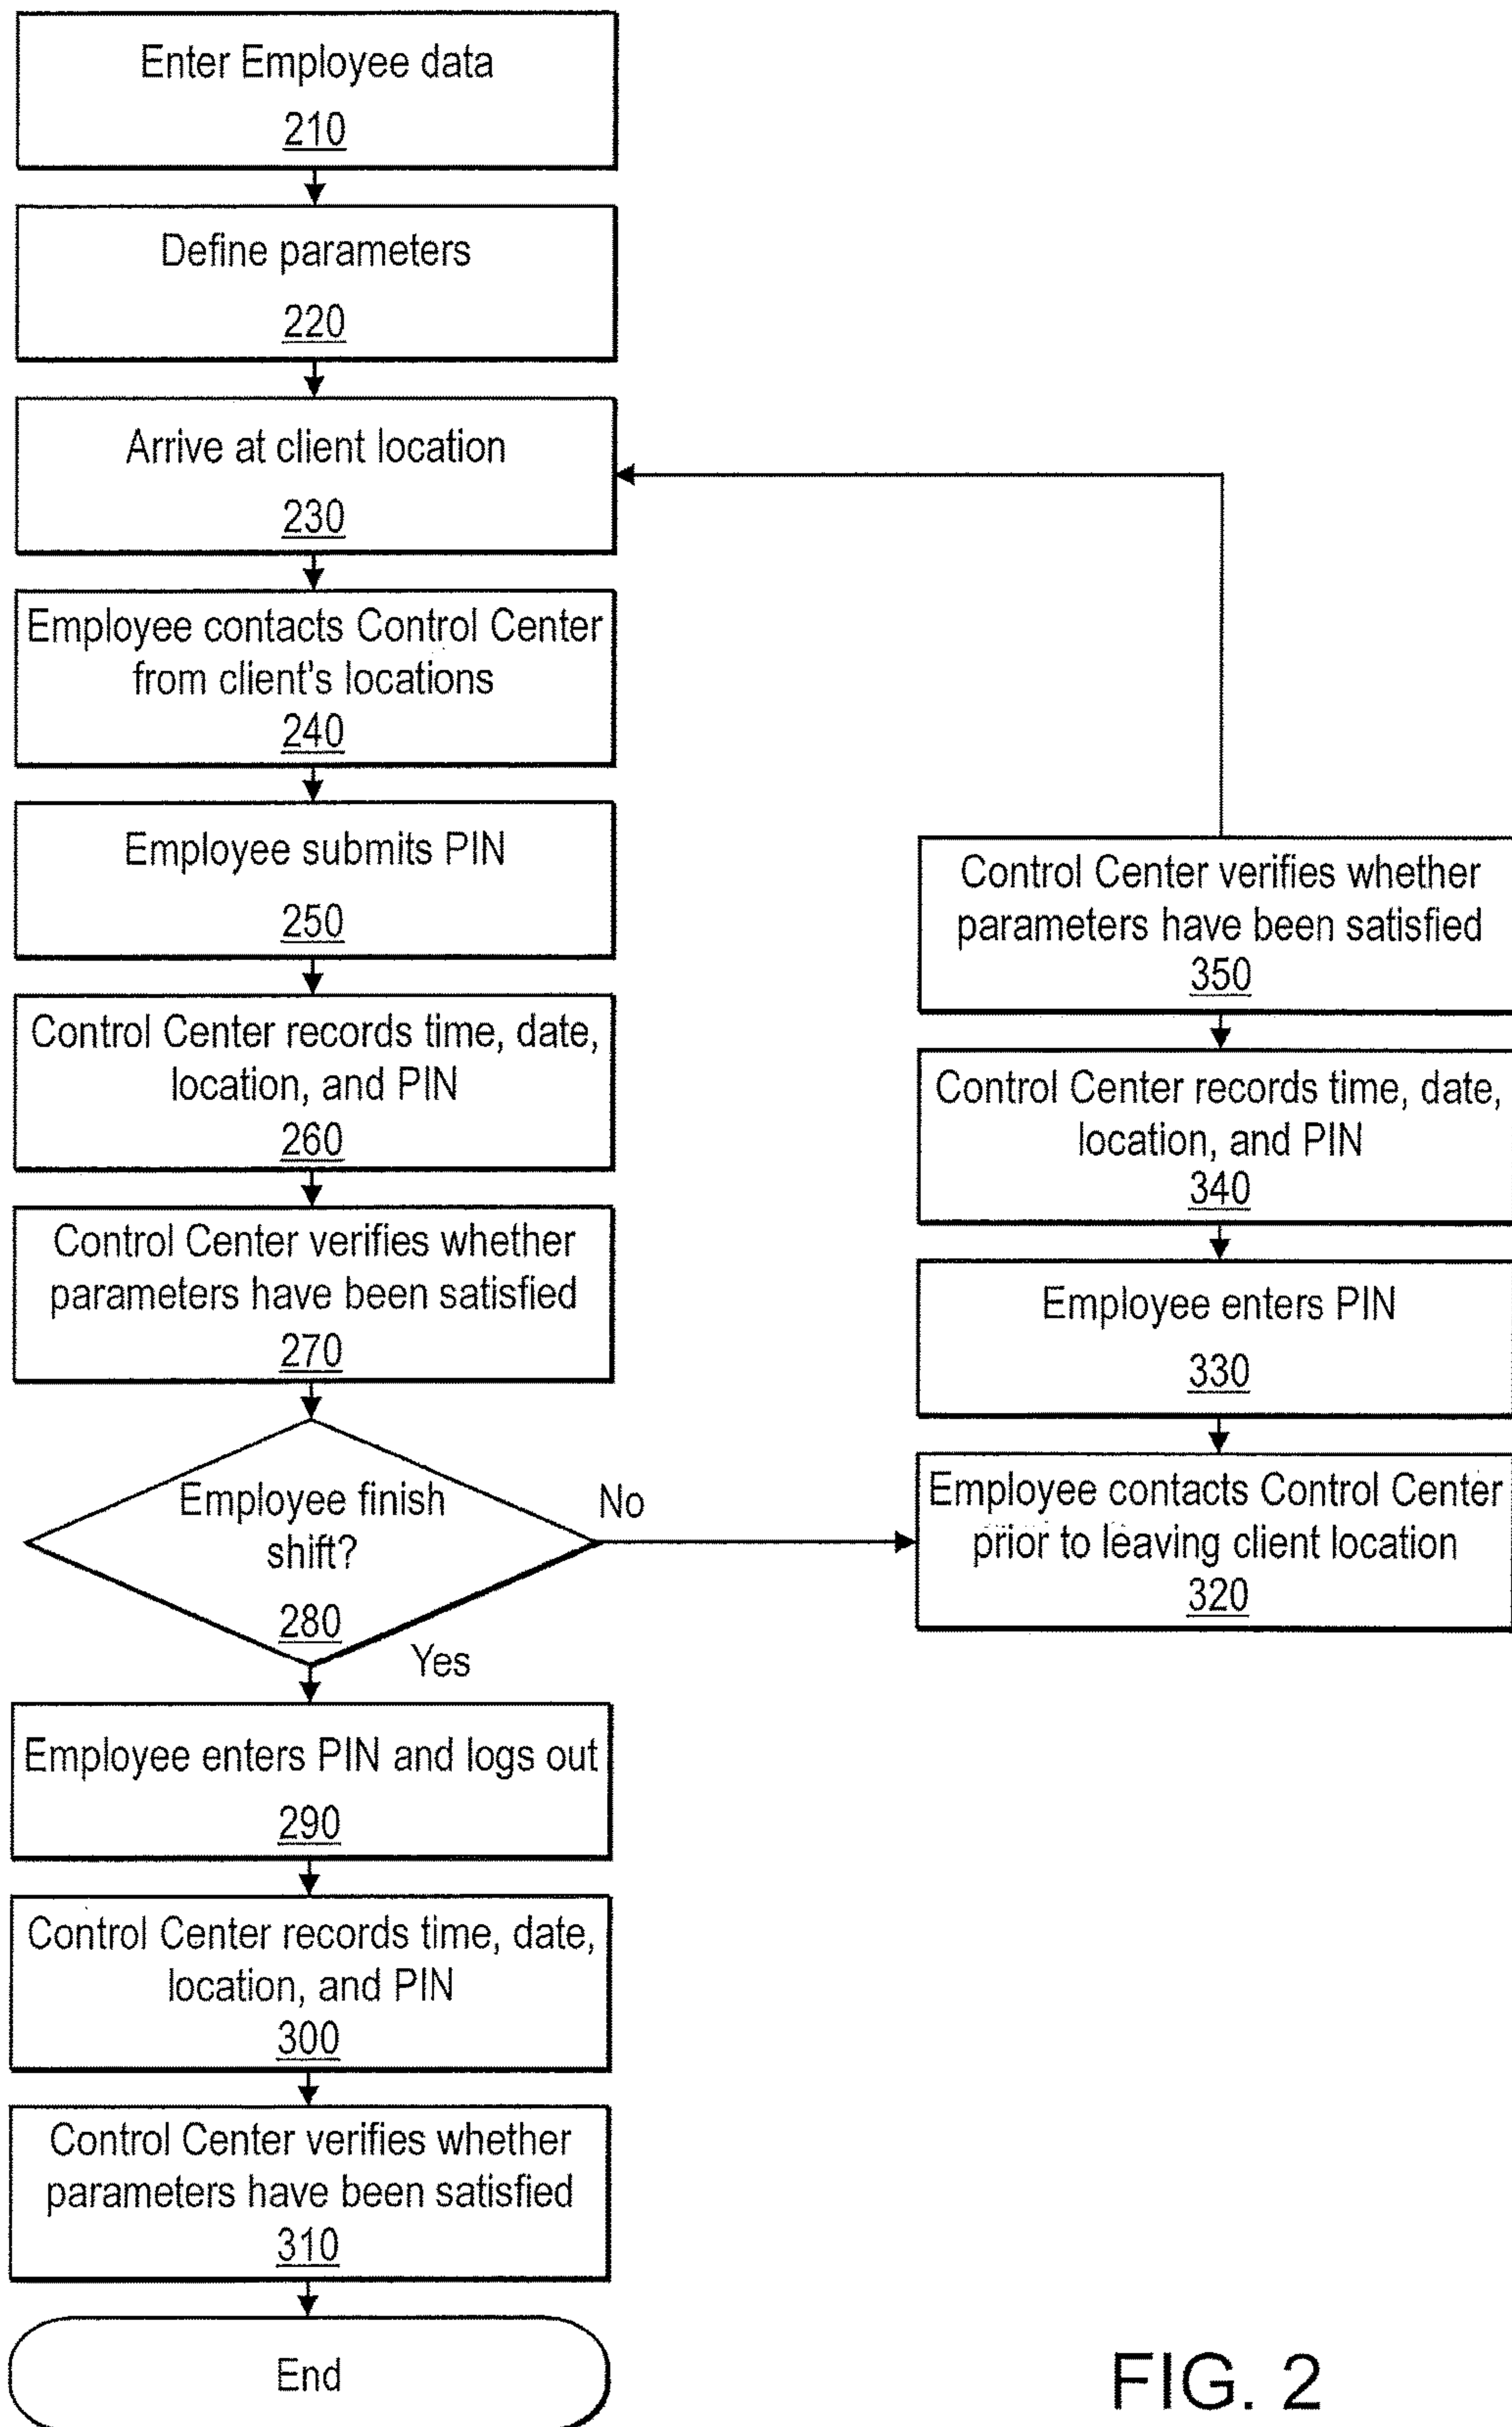 Enter Employee data
210
Define parameters
220
Arrive at client location
230
Employee contacts Control Center
from client's locations
240
Employee submits PIN
250
Control Center records time, date,
location, and PIN
260
Control Center verifies whether
parameters have been satisfied
270
Employee finish
shift?
280
No
Yes
Employee enters PIN and logs out
290
Control Center records time, date,
location, and PIN
300
Control Center verifies whether
parameters have been satisfied
310
End
Control Center verifies whether
parameters have been satisfied
350
Control Center records time, date,
location, and PIN
340
Employee enters PIN
330
Employee contacts Control Center
prior to leaving client location
320
FIG. 2